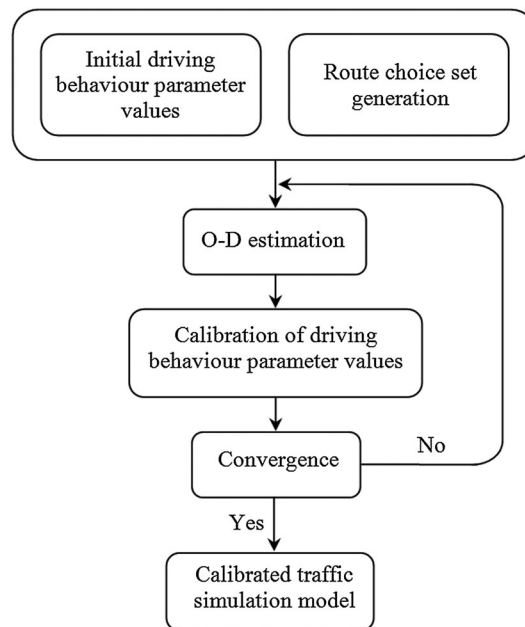 Initial driving
behaviour parameter
values
Route choice set
generation
O-D estimation
Calibration of driving
behaviour parameter values
Convergence
No
Yes
Calibrated traffic
simulation model